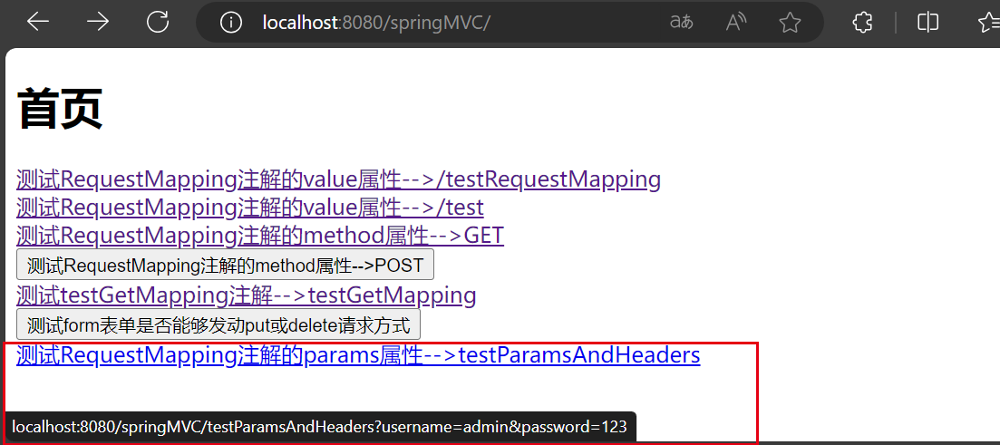 localhost:8080/springMVC/
首页
测试RequestMapping注解的value属性-->/testRequestMapping
测试RequestMapping注解的value属性-->/test
测试RequestMapping注解的method属性-->GET
测试RequestMapping注解的method属性-->POST
测试testGetMapping注解-->testGetMapping
测试form表单是否能够发动put或delete请求方式
测试RequestMapping注解的params属性-->testParamsAndHeaders
localhost:8080/springMVC/testParamsAndHeaders?username=admin&password=123